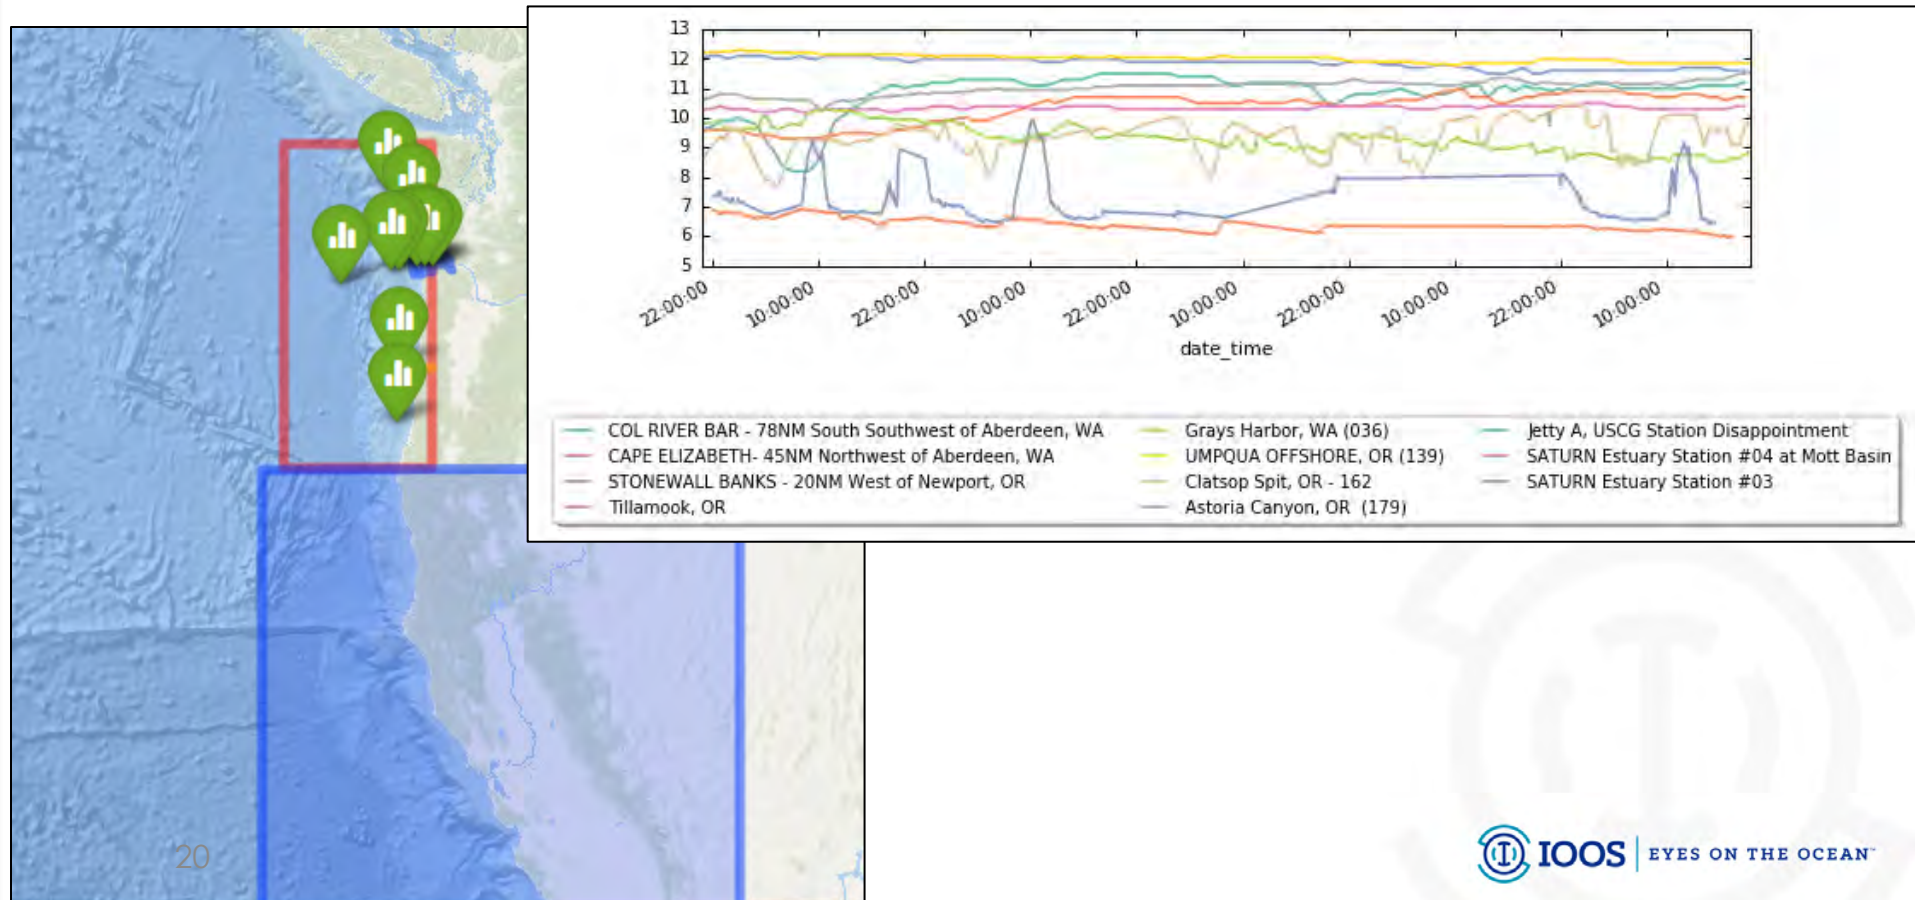 13
12
11
10
9
8
7
6
5
22:00:00
10:00:00
22:00:00
10:00:00
22:00:00
10:00:00
22:00:00
10:00:00
22:00:00
10:00:00
date_time
COL RIVER BAR - 78NM South Southwest of Aberdeen, WA
CAPE ELIZABETH- 45NM Northwest of Aberdeen, WA
STONEWALL BANKS - 20NM West of Newport, OR
Tillamook, OR
Grays Harbor, WA (036)
UMPQUA OFFSHORE, OR (139)
Clatsop Spit, OR - 162
Astoria Canyon, OR (179)
Jetty A, USCG Station Disappointment
SATURN Estuary Station #04 at Mott Basin
SATURN Estuary Station #03
20
IOOS EYES ON THE OCEAN™